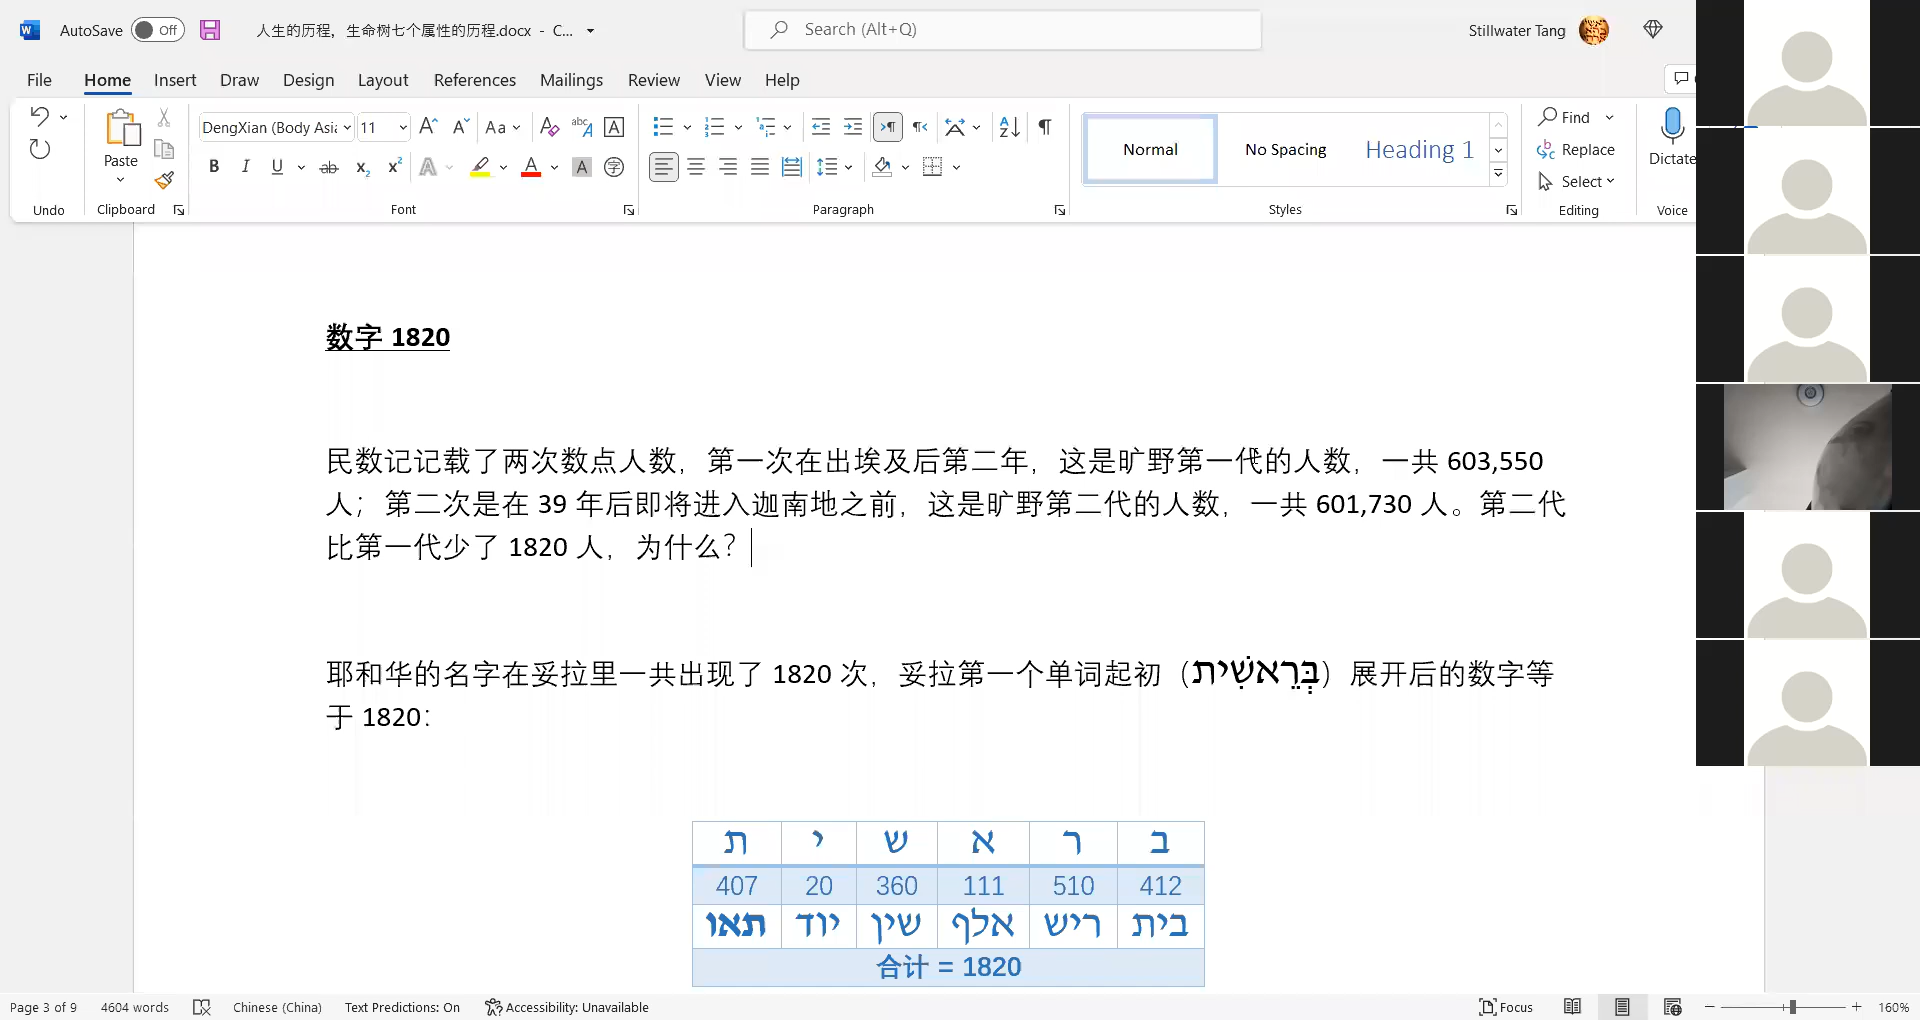 AutoSave Off 人生的历程，生命树七个属性的历程.docx - C... Search (Alt+Q) Stillwater Tang
File Home Insert Draw Design Layout References Mailings Review View Help
DengXian (Body Asia 11 Find
Paste Normal No Spacing Heading 1 Replace Dictate
Select
Undo Clipboard Font Paragraph Styles Editing Voice
数字 1820
民数记记载了两次数点人数，第一次在出埃及后第二年，这是旷野第一代的人数，一共 603,550
人；第二次是在 39 年后即将进入迦南地之前，这是旷野第二代的人数，一共 601,730 人。第二代
比第一代少了 1820 人，为什么？
耶和华的名字在妥拉里一共出现了 1820 次，妥拉第一个单词起初（בְּרֵאשִׁית）展开后的数字等
于 1820：
ת י ש א ר ב
407 20 360 111 510 412
תאו יוד שין אלף ריש בית
合计 = 1820
Page 3 of 9 4604 words Chinese (China) Text Predictions: On Accessibility: Unavailable Focus 160%